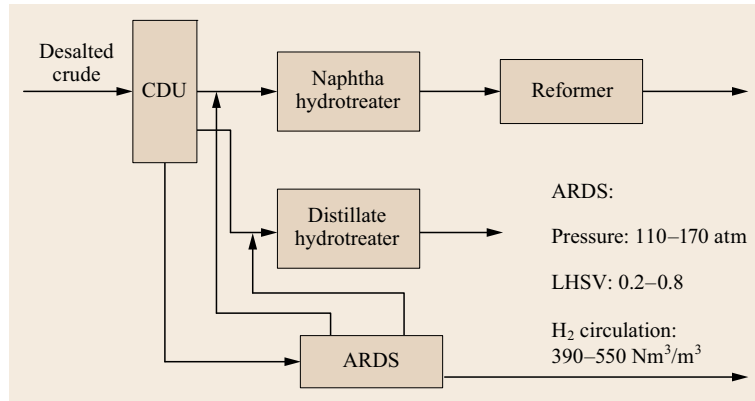 Desalted
crude
CDU
Naphtha
hydrotreater
Reformer
Distillate
hydrotreater
ARDS
ARDS:
Pressure: 110–170 atm
LHSV: 0.2–0.8
H₂ circulation:
390–550 Nm³/m³